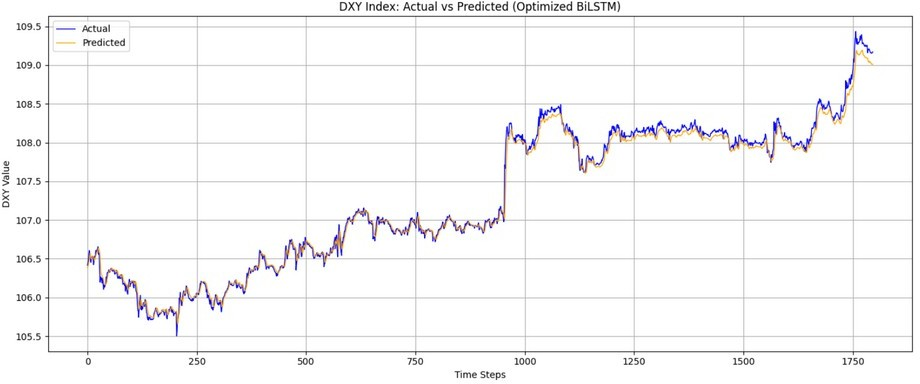 DXY Index: Actual vs Predicted (Optimized BiLSTM)
Actual
Predicted
DXY Value
109.5
109.0
108.5
108.0
107.5
107.0
106.5
106.0
105.5
0 250 500 750 1000 1250 1500 1750
Time Steps